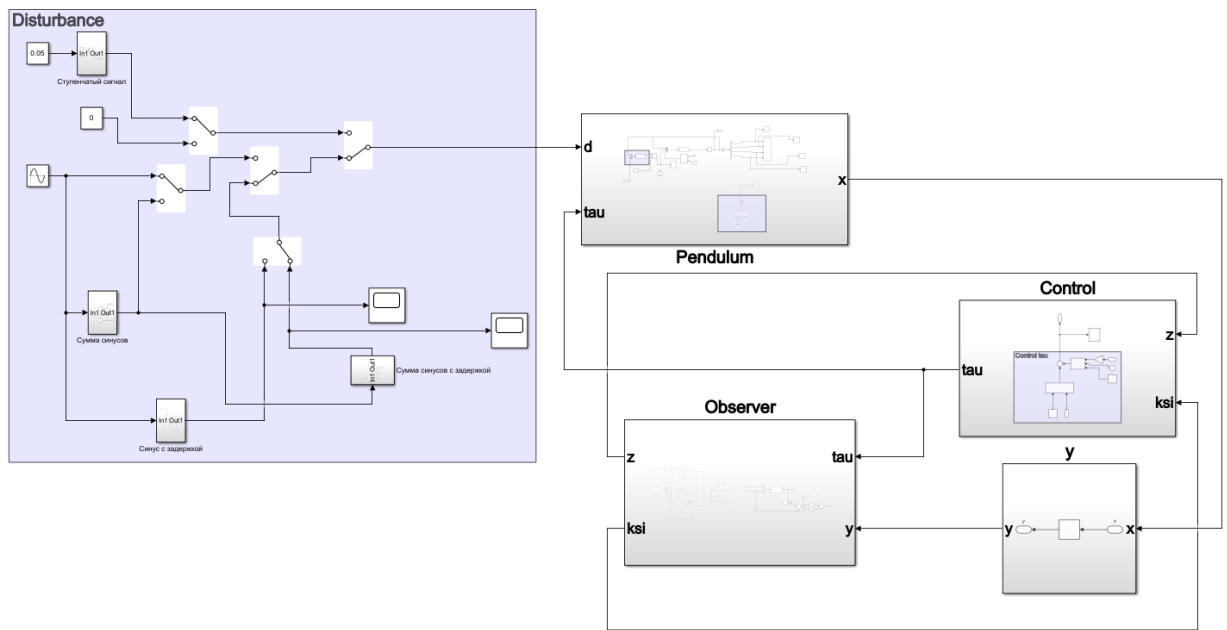 Disturbance
0.05
In1 Out1
Ступенчатый сигнал
0
In1 Out1
Сумма синусов
In1 Out1
Сумма синусов с задержкой
In1 Out1
Синус с задержкой
d
tau
x
Pendulum
Control
Control tau
z
tau
ksi
Observer
z
tau
ksi
y
y
y
x